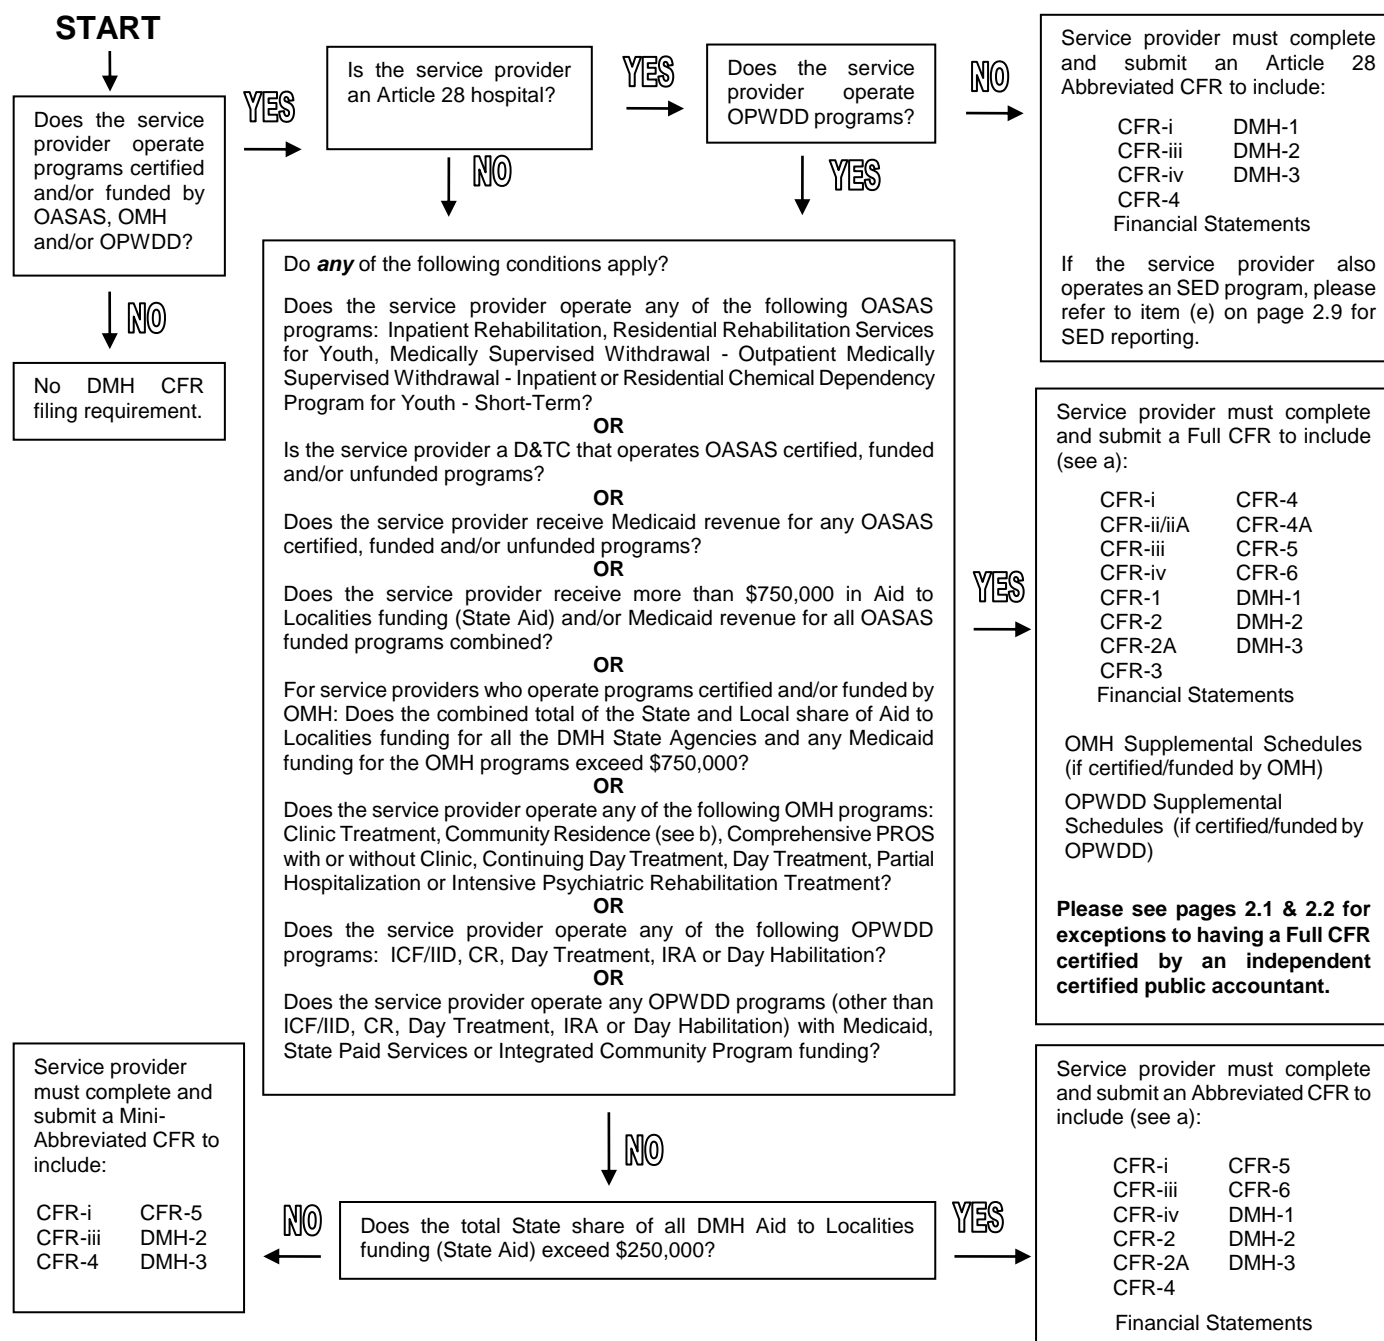 START
Does the service
provider operate
programs certified
and/or funded by
OASAS, OMH
and/or OPWDD?
YES
NO
No DMH CFR
filing requirement.
Is the service provider
an Article 28 hospital?
YES
NO
Does the service
provider operate
OPWDD programs?
NO
YES
Service provider must complete
and submit an Article 28
Abbreviated CFR to include:
CFR-i DMH-1
CFR-iii DMH-2
CFR-iv DMH-3
CFR-4
Financial Statements
If the service provider also
operates an SED program, please
refer to item (e) on page 2.9 for
SED reporting.
Do any of the following conditions apply?
Does the service provider operate any of the following OASAS
programs: Inpatient Rehabilitation, Residential Rehabilitation Services
for Youth, Medically Supervised Withdrawal - Outpatient Medically
Supervised Withdrawal - Inpatient or Residential Chemical Dependency
Program for Youth - Short-Term?
OR
Is the service provider a D&TC that operates OASAS certified, funded
and/or unfunded programs?
OR
Does the service provider receive Medicaid revenue for any OASAS
certified, funded and/or unfunded programs?
OR
Does the service provider receive more than $750,000 in Aid to
Localities funding (State Aid) and/or Medicaid revenue for all OASAS
funded programs combined?
OR
For service providers who operate programs certified and/or funded by
OMH: Does the combined total of the State and Local share of Aid to
Localities funding for all the DMH State Agencies and any Medicaid
funding for the OMH programs exceed $750,000?
OR
Does the service provider operate any of the following OMH programs:
Clinic Treatment, Community Residence (see b), Comprehensive PROS
with or without Clinic, Continuing Day Treatment, Day Treatment, Partial
Hospitalization or Intensive Psychiatric Rehabilitation Treatment?
OR
Does the service provider operate any of the following OPWDD
programs: ICF/IID, CR, Day Treatment, IRA or Day Habilitation?
OR
Does the service provider operate any OPWDD programs (other than
ICF/IID, CR, Day Treatment, IRA or Day Habilitation) with Medicaid,
State Paid Services or Integrated Community Program funding?
YES
NO
Service provider must complete
and submit a Full CFR to include
(see a):
CFR-i CFR-4
CFR-ii/iiA CFR-4A
CFR-iii CFR-5
CFR-iv CFR-6
CFR-1 DMH-1
CFR-2 DMH-2
CFR-2A DMH-3
CFR-3
Financial Statements
OMH Supplemental Schedules
(if certified/funded by OMH)
OPWDD Supplemental
Schedules (if certified/funded by
OPWDD)
Please see pages 2.1 & 2.2 for
exceptions to having a Full CFR
certified by an independent
certified public accountant.
Service provider
must complete and
submit a Mini-
Abbreviated CFR to
include:
CFR-i CFR-5
CFR-iii DMH-2
CFR-4 DMH-3
NO
Does the total State share of all DMH Aid to Localities
funding (State Aid) exceed $250,000?
YES
Service provider must complete
and submit an Abbreviated CFR to
include (see a):
CFR-i CFR-5
CFR-iii CFR-6
CFR-iv DMH-1
CFR-2 DMH-2
CFR-2A DMH-3
CFR-4
Financial Statements